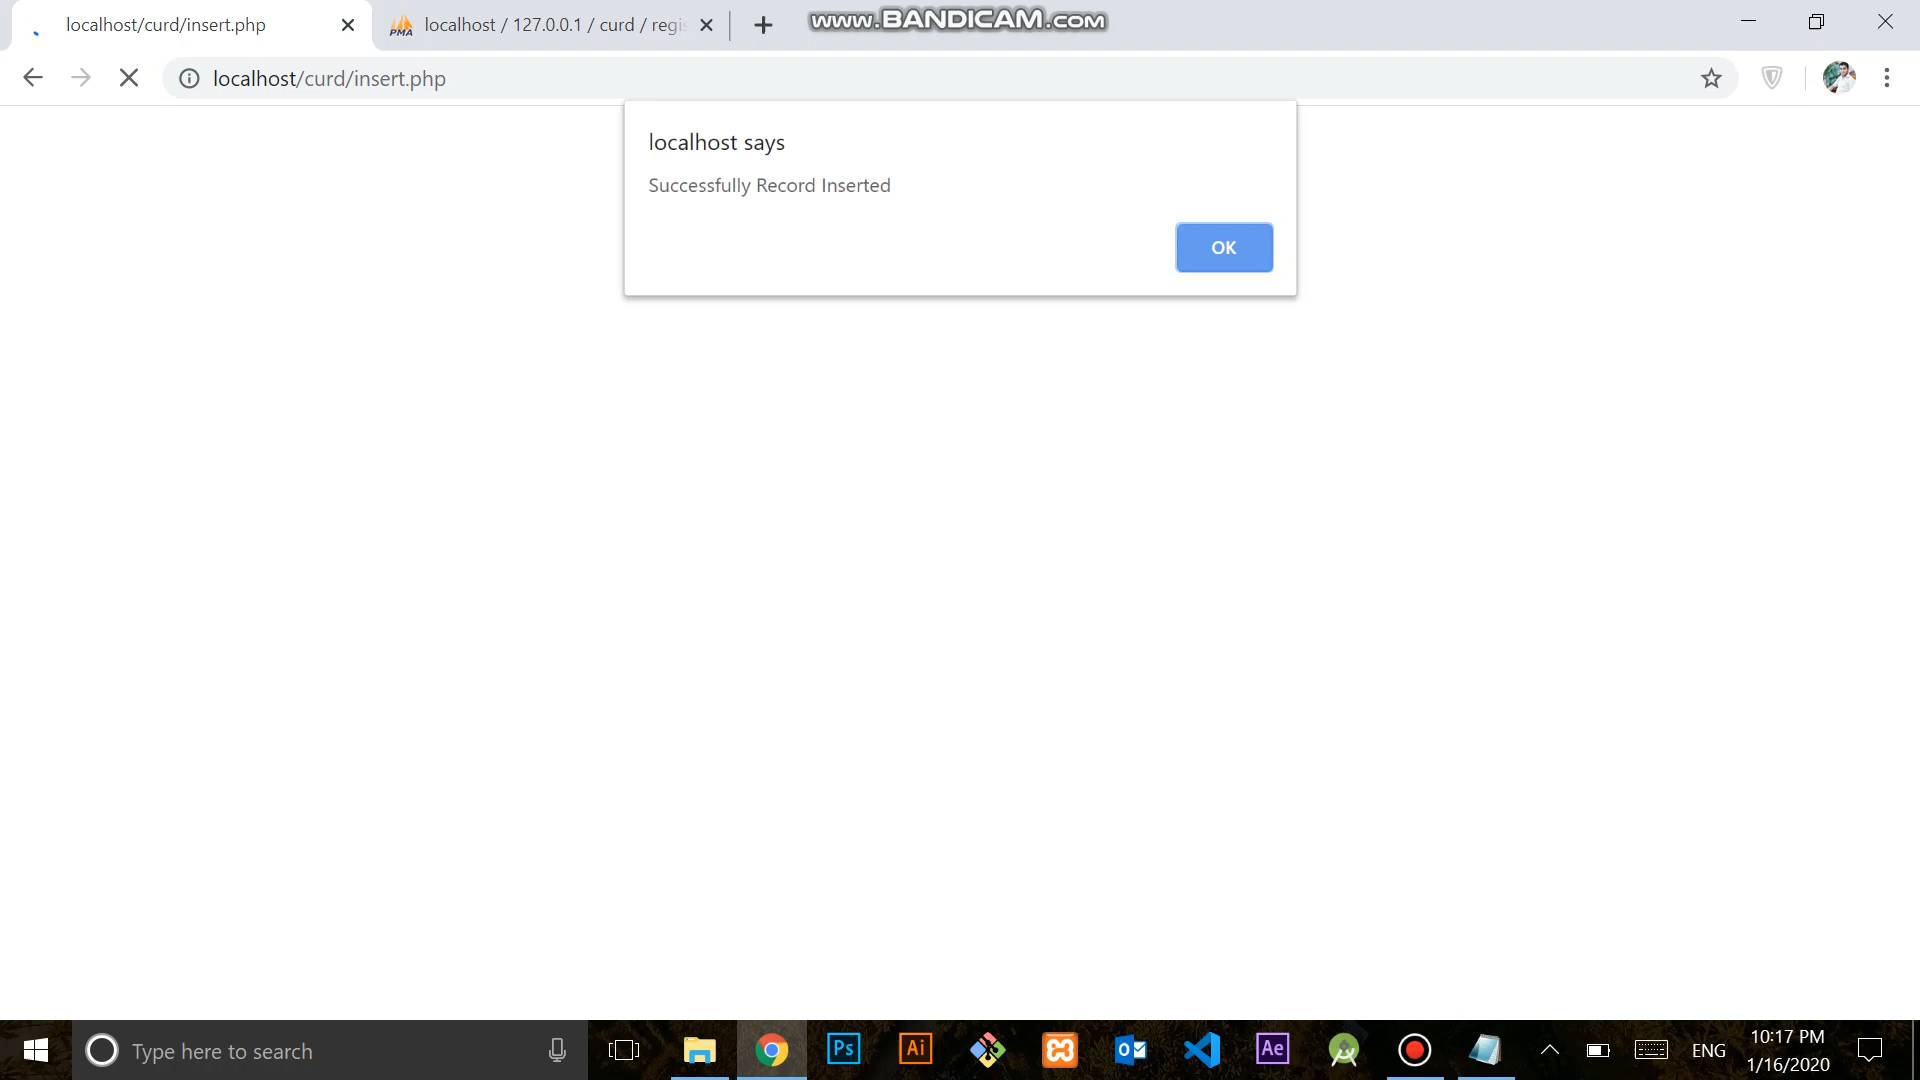 localhost/curd/insert.php
PMA
localhost / 127.0.0.1 / curd / regi
www.BANDICAM.com
localhost/curd/insert.php
localhost says
Successfully Record Inserted
OK
Type here to search
Ps
Ai
Ae
ENG
10:17 PM
1/16/2020